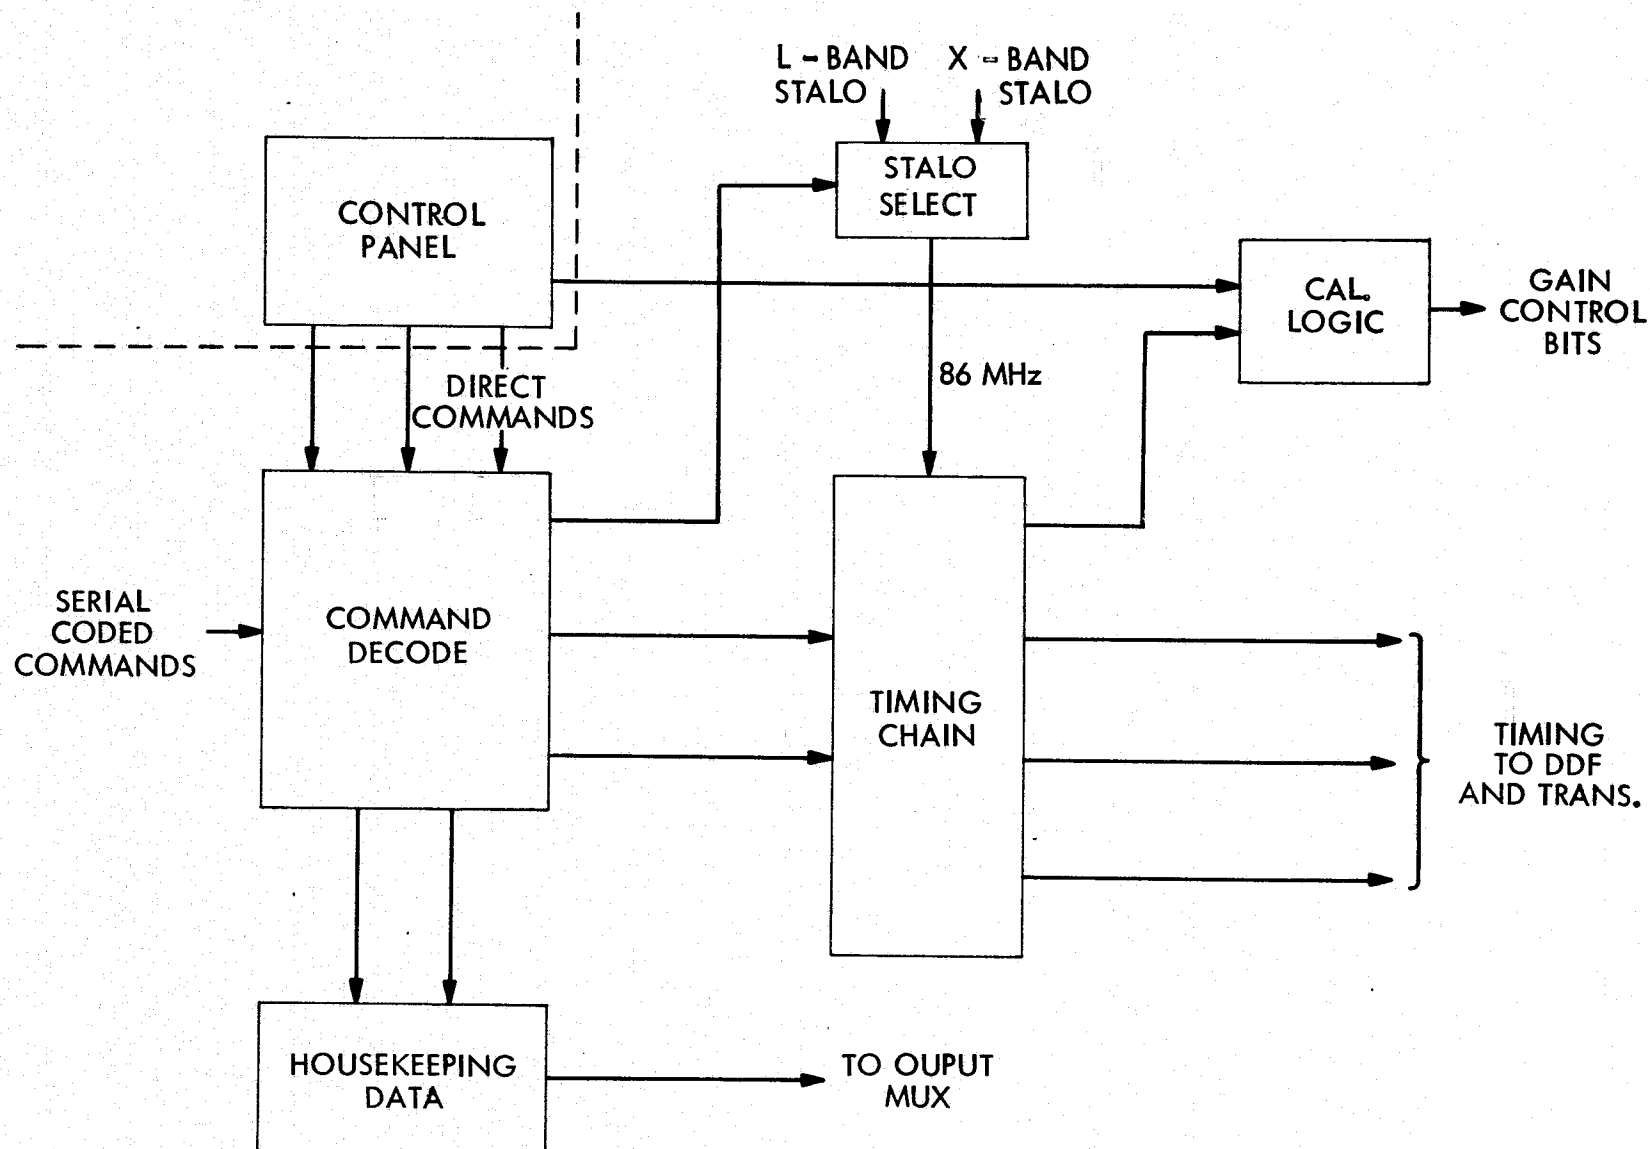 L - BAND
STALO
X - BAND
STALO
STALO
SELECT
CONTROL
PANEL
CAL.
LOGIC
GAIN
CONTROL
BITS
86 MHz
DIRECT
COMMANDS
SERIAL
CODED
COMMANDS
COMMAND
DECODE
TIMING
CHAIN
TIMING
TO DDF
AND TRANS.
HOUSEKEEPING
DATA
TO OUPUT
MUX